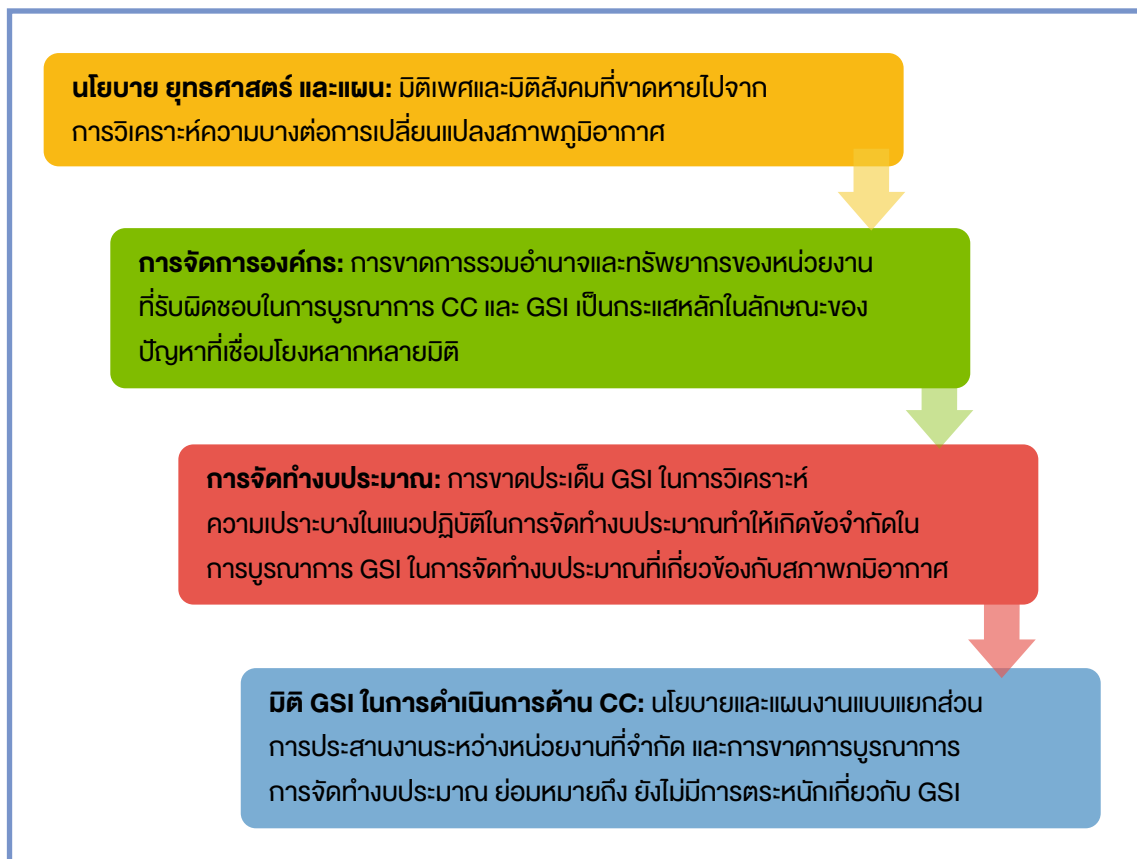 นโยบาย ยุทธศาสตร์ และแผน: มิติเพศและมิติสังคมที่ขาดหายไปจาก
การวิเคราะห์ความบางต่อการเปลี่ยนแปลงสภาพภูมิอากาศ
การจัดการองค์กร: การขาดการรวมอำนาจและทรัพยากรของหน่วยงาน
ที่รับผิดชอบในการบูรณาการ CC และ GSI เป็นกระแสหลักในลักษณะของ
ปัญหาที่เชื่อมโยงหลากหลายมิติ
การจัดทำงบประมาณ: การขาดประเด็น GSI ในการวิเคราะห์
ความเปราะบางในแนวปฏิบัติในการจัดทำงบประมาณทำให้เกิดข้อจำกัดใน
การบูรณาการ GSI ในการจัดทำงบประมาณที่เกี่ยวข้องกับสภาพภมิอากาศ
มิติ GSI ในการดำเนินการด้าน CC: นโยบายและแผนงานแบบแยกส่วน
การประสานงานระหว่างหน่วยงานที่จำกัด และการขาดการบูรณาการ
การจัดทำงบประมาณ ย่อมหมายถึง ยังไม่มีการตระหนักเกี่ยวกับ GSI